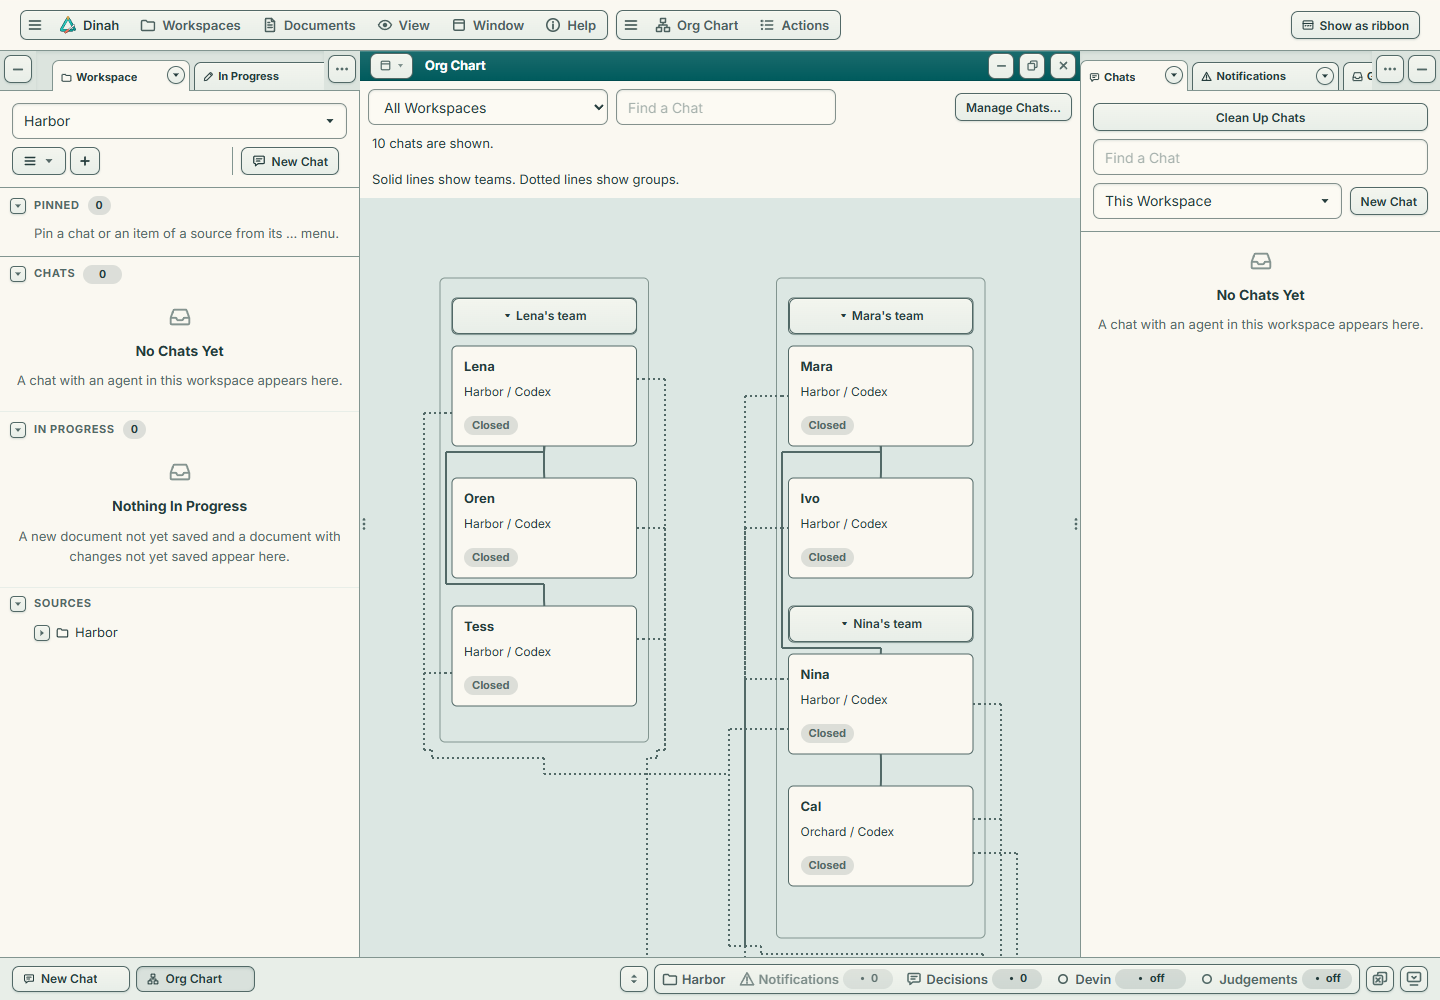 Dinah Workspaces Documents View Window Help Org Chart Actions Show as ribbon
Workspace In Progress
Org Chart
Chats Notifications
Harbor
New Chat
PINNED 0
Pin a chat or an item of a source from its ... menu.
CHATS 0
No Chats Yet
A chat with an agent in this workspace appears here.
IN PROGRESS 0
Nothing In Progress
A new document not yet saved and a document with
changes not yet saved appear here.
SOURCES
Harbor
All Workspaces Find a Chat Manage Chats...
10 chats are shown.
Solid lines show teams. Dotted lines show groups.
Lena's team
Lena
Harbor / Codex
Closed
Oren
Harbor / Codex
Closed
Tess
Harbor / Codex
Closed
Mara's team
Mara
Harbor / Codex
Closed
Ivo
Harbor / Codex
Closed
Nina's team
Nina
Harbor / Codex
Closed
Cal
Orchard / Codex
Closed
Clean Up Chats
Find a Chat
This Workspace New Chat
No Chats Yet
A chat with an agent in this workspace appears here.
New Chat Org Chart Harbor Notifications • 0 Decisions • 0 Devin • off Judgements • off